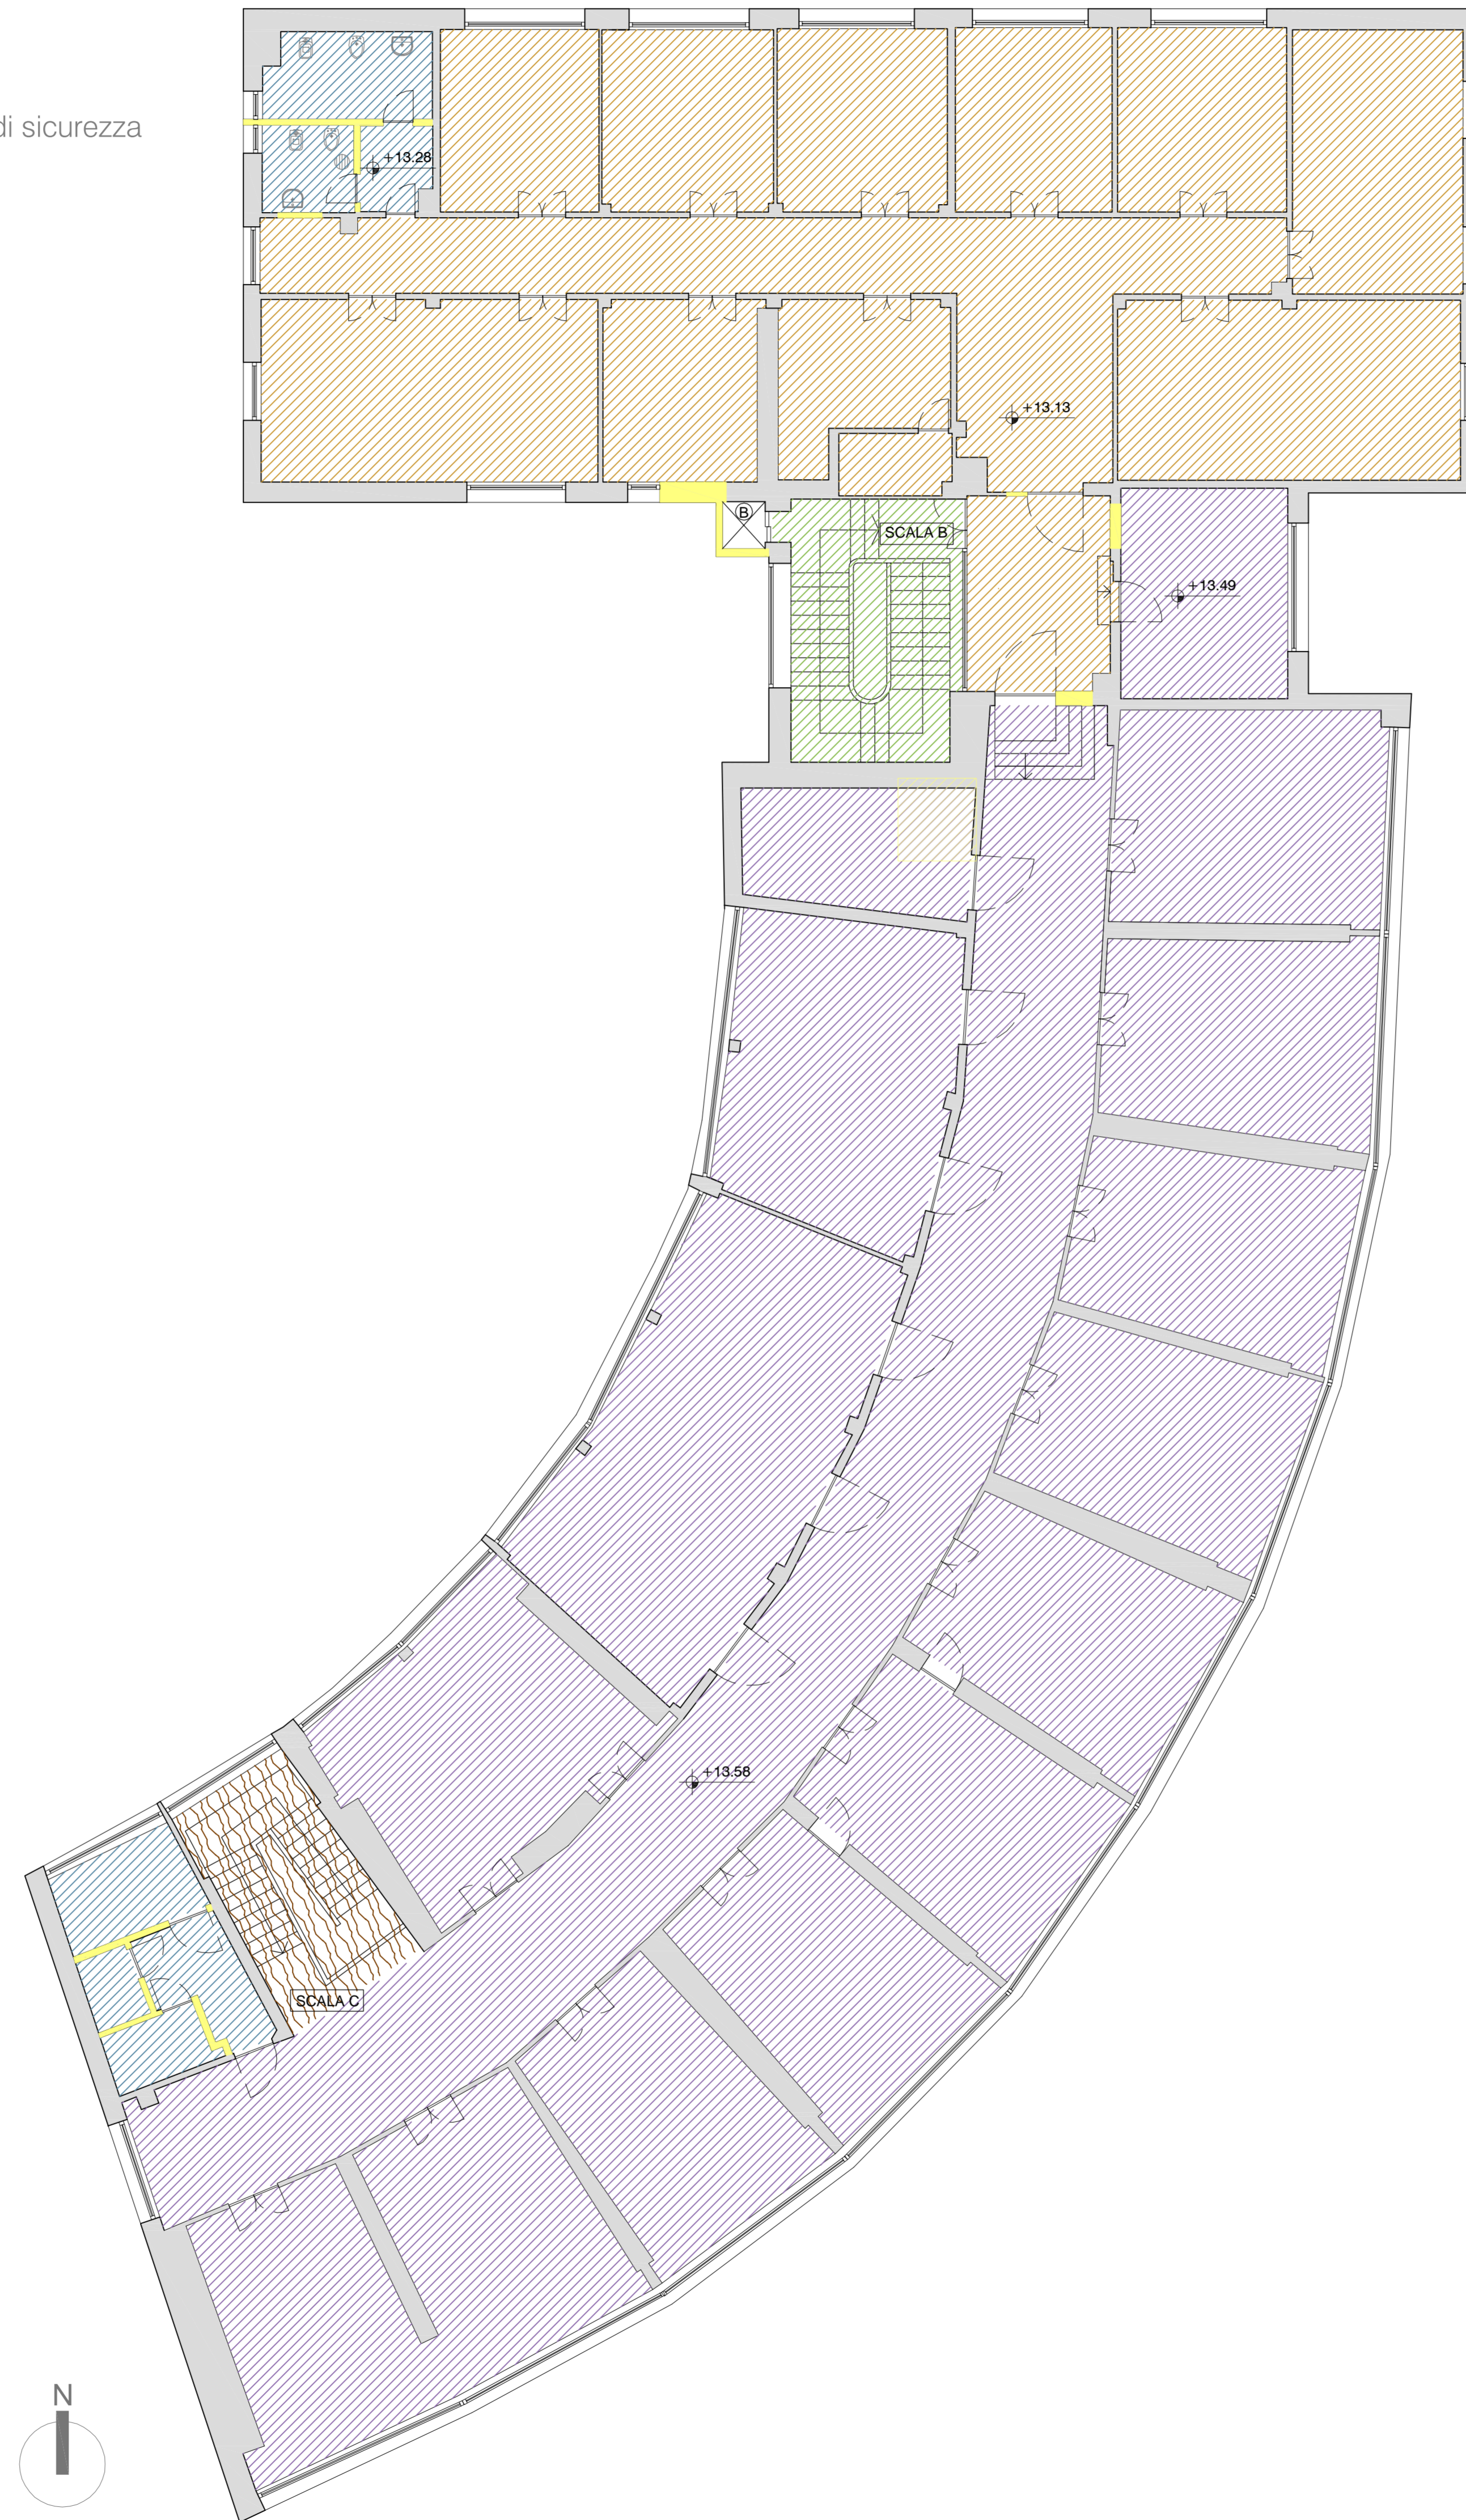 di sicurezza
+13.28
+13.13
B
SCALA B
+13.49
+13.58
SCALA C
N